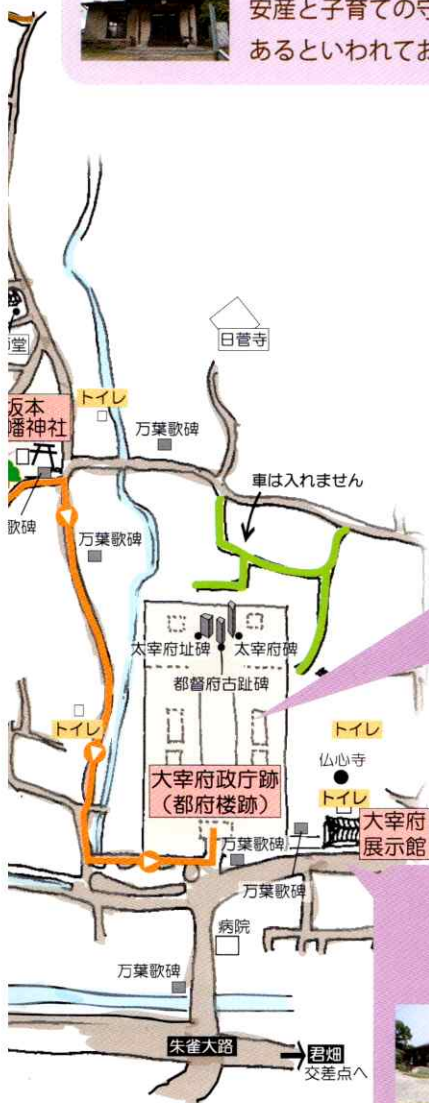 安産と子育ての
あるといわれてお
堂
日菅寺
坂本
幡神社
トイレ
万葉歌碑
歌碑
車は入れません
万葉歌碑
太宰府址碑
太宰府碑
都督府古趾碑
トイレ
トイレ
仏心寺
トイレ
大宰府政庁跡
(都府楼跡)
大宰府
展示館
万葉歌碑
万葉歌碑
病院
万葉歌碑
朱雀大路
君畑
交差点へ